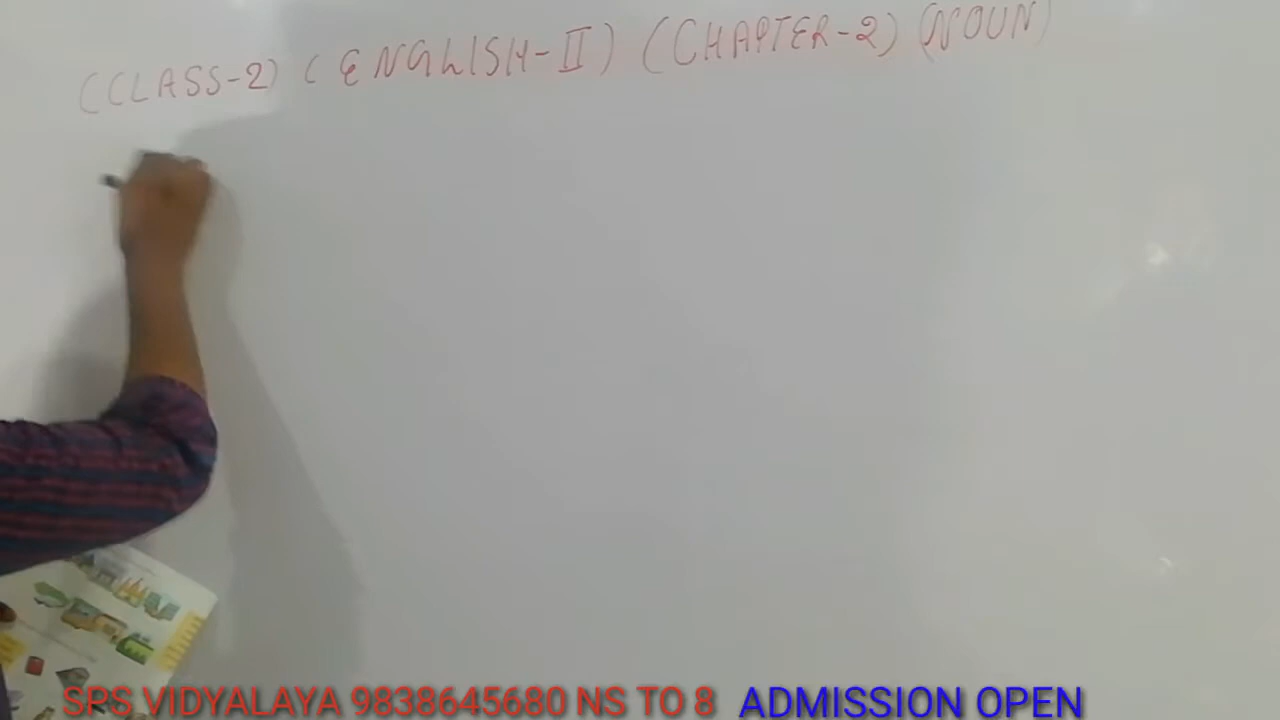 (CLASS-2) (ENGLISH-II) (CHAPTER-2) (NOUN)
SPS VIDYALAYA 9838645680 NS TO 8 ADMISSION OPEN